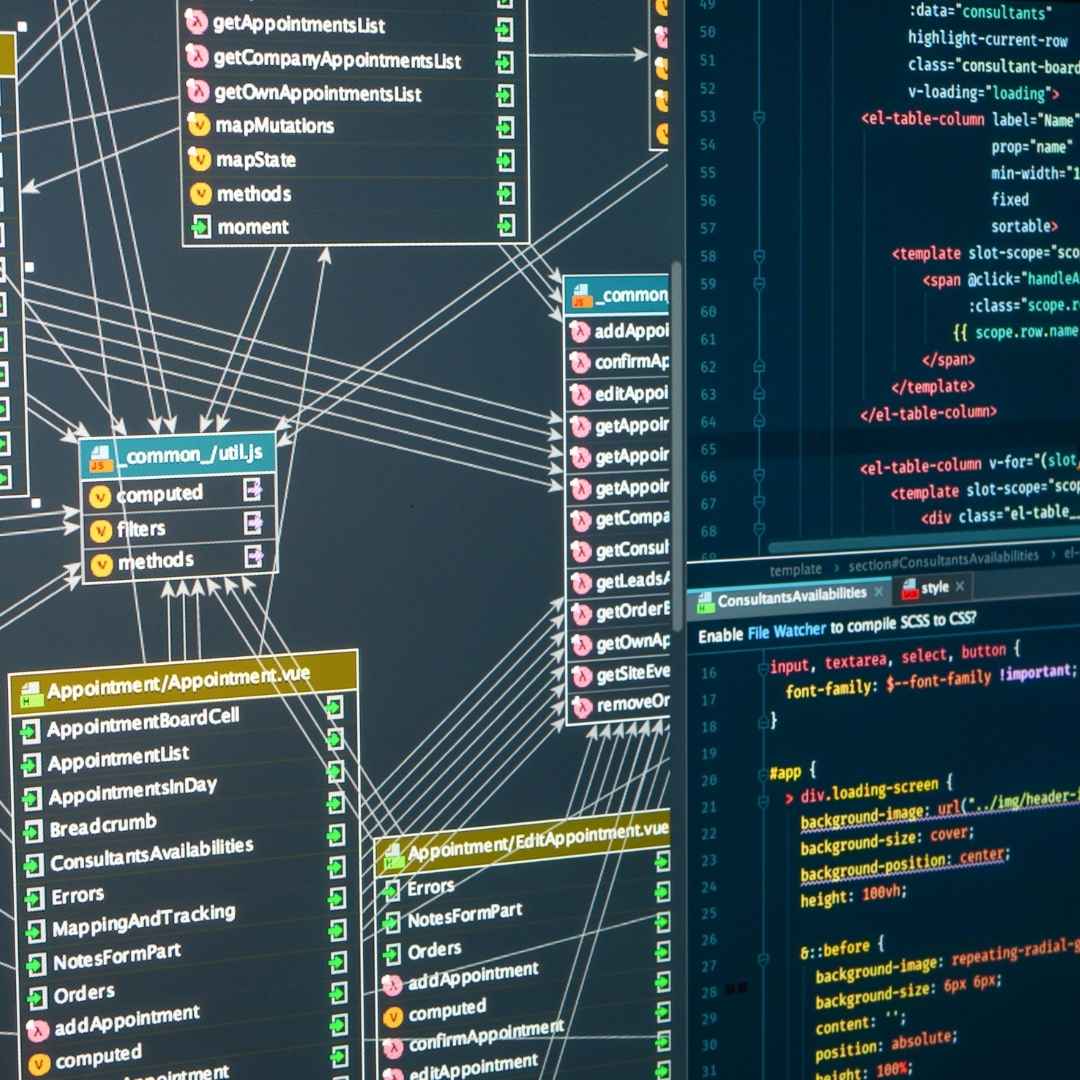 getAppointmentsList
getCompanyAppointmentsList
getOwnAppointmentsList
mapMutations
mapState
methods
moment
JS _common_/util.js
computed
filters
methods
Appointment/Appointment.vue
AppointmentBoardCell
AppointmentList
AppointmentsInDay
Breadcrumb
ConsultantsAvailabilities
Errors
MappingAndTracking
NotesFormPart
Orders
addAppointment
computed
JS _common
addAppoi
confirmAp
editAppoi
getAppoir
getAppoir
getAppoir
getCompa
getConsul
getLeadsA
getOrderE
getOwnAp
getSiteEve
removeOr
Appointment/EditAppointment.vue
Errors
NotesFormPart
Orders
addAppointment
computed
confirmAppointment
editAppointment
49
:data="consultants"
50 highlight-current-row
51 class="consultant-board
52 v-loading="loading">
53 <el-table-column label="Name"
54 prop="name"
55 min-width="1
56 fixed
57 sortable>
58 <template slot-scope="sco
59 <span @click="handleA
60 :class="scope.r
61 {{ scope.row.name
62 </span>
63 </template>
64 </el-table-column>
65
66 <el-table-column v-for="(slot,
67 <template slot-scope="scop
68 <div class="el-table_
69
template › section#ConsultantsAvailabilities › el-
ConsultantsAvailabilities × style ×
Enable File Watcher to compile SCSS to CSS?
16 input, textarea, select, button {
17 font-family: $--font-family !important;
18 }
19
20 #app {
21 > div.loading-screen {
22 background-image: url("../img/header-
23 background-size: cover;
24 background-position: center;
25 height: 100vh;
26
27 &::before {
28 background-image: repeating-radial-g
29 background-size: 6px 6px;
30 content: '';
31 position: absolute;
height: 100%;